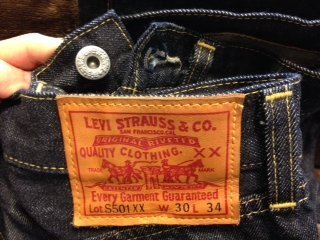 LEVI STRAUSS & CO.
SAN FRANCISCO, CAL
ORIGINAL RIVETED
QUALITY CLOTHING. XX
TRADE MARK
Every Garment Guaranteed
Lot S501XX W 30 L 34